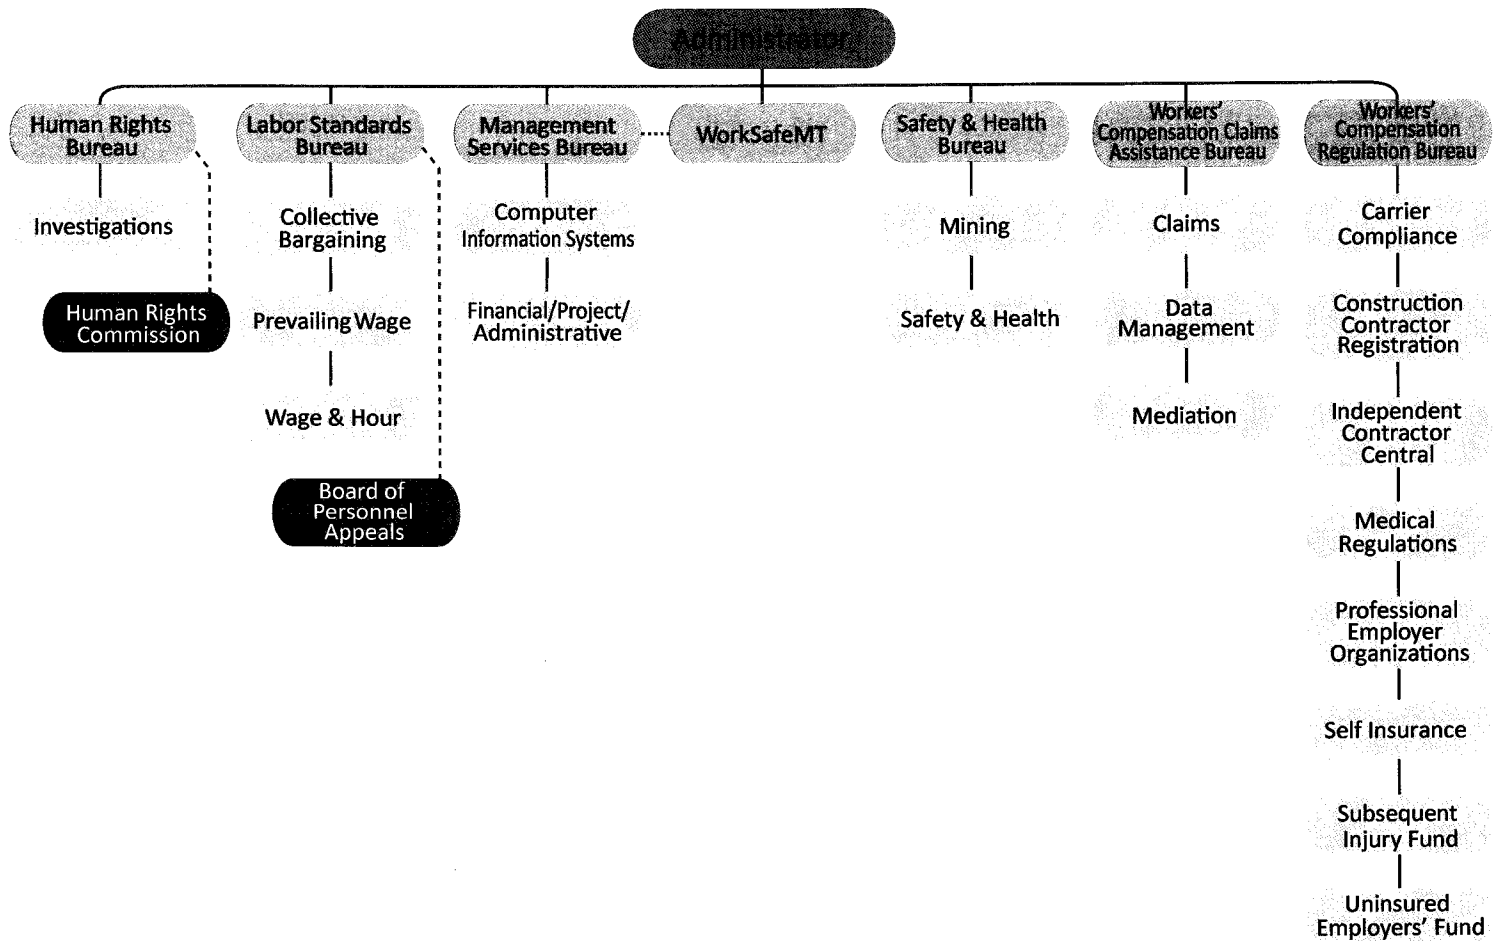 Administrator
Human Rights
Bureau
Labor Standards
Bureau
Management
Services Bureau
WorkSafeMT
Safety & Health
Bureau
Workers'
Compensation Claims
Assistance Bureau
Workers'
Compensation
Regulation Bureau
Investigations
Human Rights
Commission
Collective
Bargaining
Prevailing Wage
Wage & Hour
Board of
Personnel
Appeals
Computer
Information Systems
Financial/Project/
Administrative
Mining
Safety & Health
Claims
Data
Management
Mediation
Carrier
Compliance
Construction
Contractor
Registration
Independent
Contractor
Central
Medical
Regulations
Professional
Employer
Organizations
Self Insurance
Subsequent
Injury Fund
Uninsured
Employers' Fund